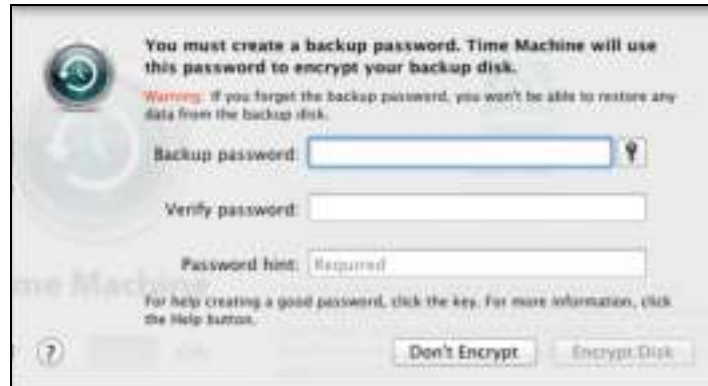 You must create a backup password. Time Machine will use
this password to encrypt your backup disk.
Warning: If you forget the backup password, you won't be able to restore any
data from the backup disk.
Backup password:
Verify password:
Password hint: Required
me Machine
For help creating a good password, click the key. For more information, click
the Help button.
? Don't Encrypt Encrypt Disk